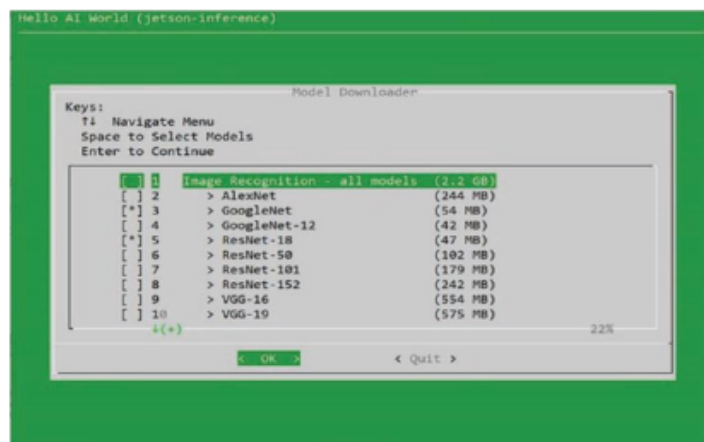 Hello AI World (jetson-inference)
Model Downloader
Keys:
↑↓ Navigate Menu
Space to Select Models
Enter to Continue
[ ] 1 Image Recognition - all models (2.2 GB)
[ ] 2 > AlexNet (244 MB)
[*] 3 > GoogleNet (54 MB)
[ ] 4 > GoogleNet-12 (42 MB)
[*] 5 > ResNet-18 (47 MB)
[ ] 6 > ResNet-50 (102 MB)
[ ] 7 > ResNet-101 (179 MB)
[ ] 8 > ResNet-152 (242 MB)
[ ] 9 > VGG-16 (554 MB)
[ ] 10 > VGG-19 (575 MB)
↓(+) 22%
< OK > < Quit >